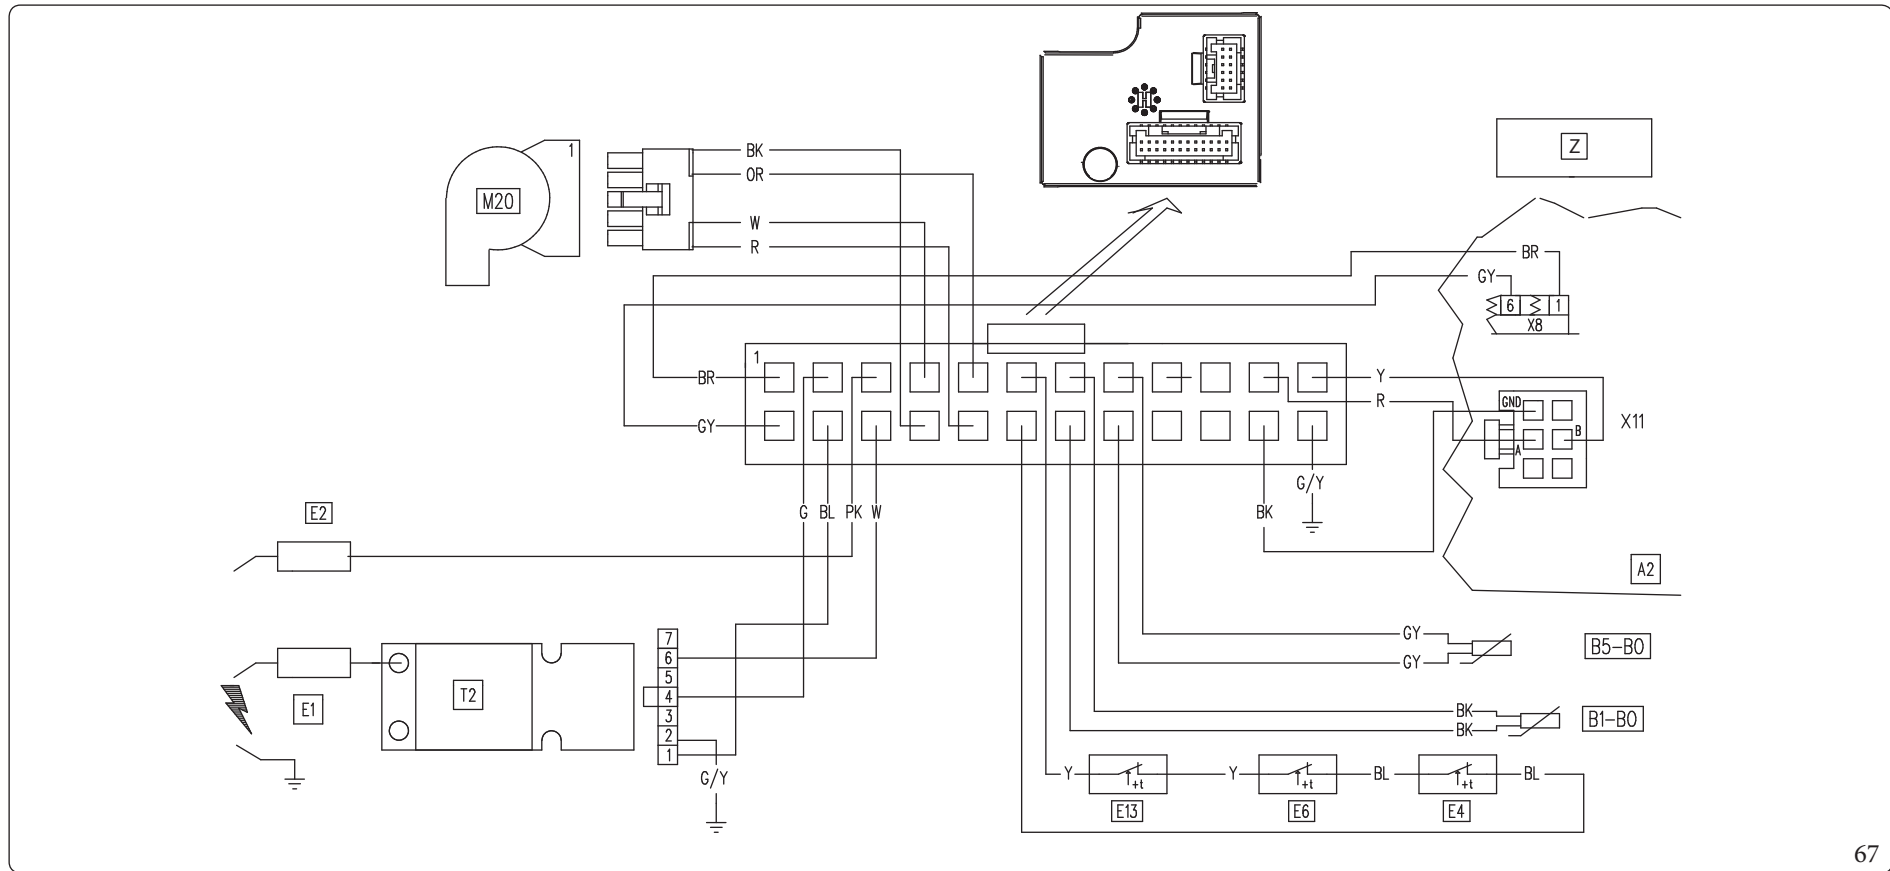 1
BK
OR
M20
W
R
Z
BR
GY
6 1
X8
1
BR
Y
R
GY
GND
B
X11
A
G/Y
E2
G BL PK W
BK
A2
7
6
5
4
3
2
1
GY
GY
B5-B0
T2
E1
BK
BK
B1-B0
G/Y
Y
+t
Y
+t
BL
+t
BL
E13
E6
E4
67